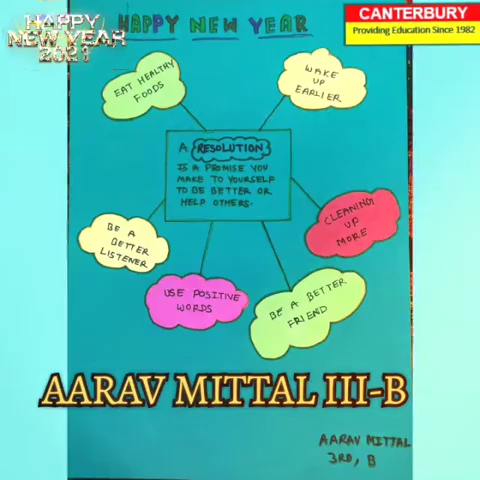 HAPPY
NEW YEAR
2021
HAPPY NEW YEAR
CANTERBURY
Providing Education Since 1982
EAT HEALTHY
FOODS
WAKE
UP
EARLIER
A RESOLUTION
IS A PROMISE YOU
MAKE TO YOURSELF
TO BE BETTER OR
HELP OTHERS.
CLEANING
UP
MORE
BE A
BETTER
LISTENER
USE POSITIVE
WORDS
BE A BETTER
FRIEND
AARAV MITTAL III-B
AARAV MITTAL
3RD, B